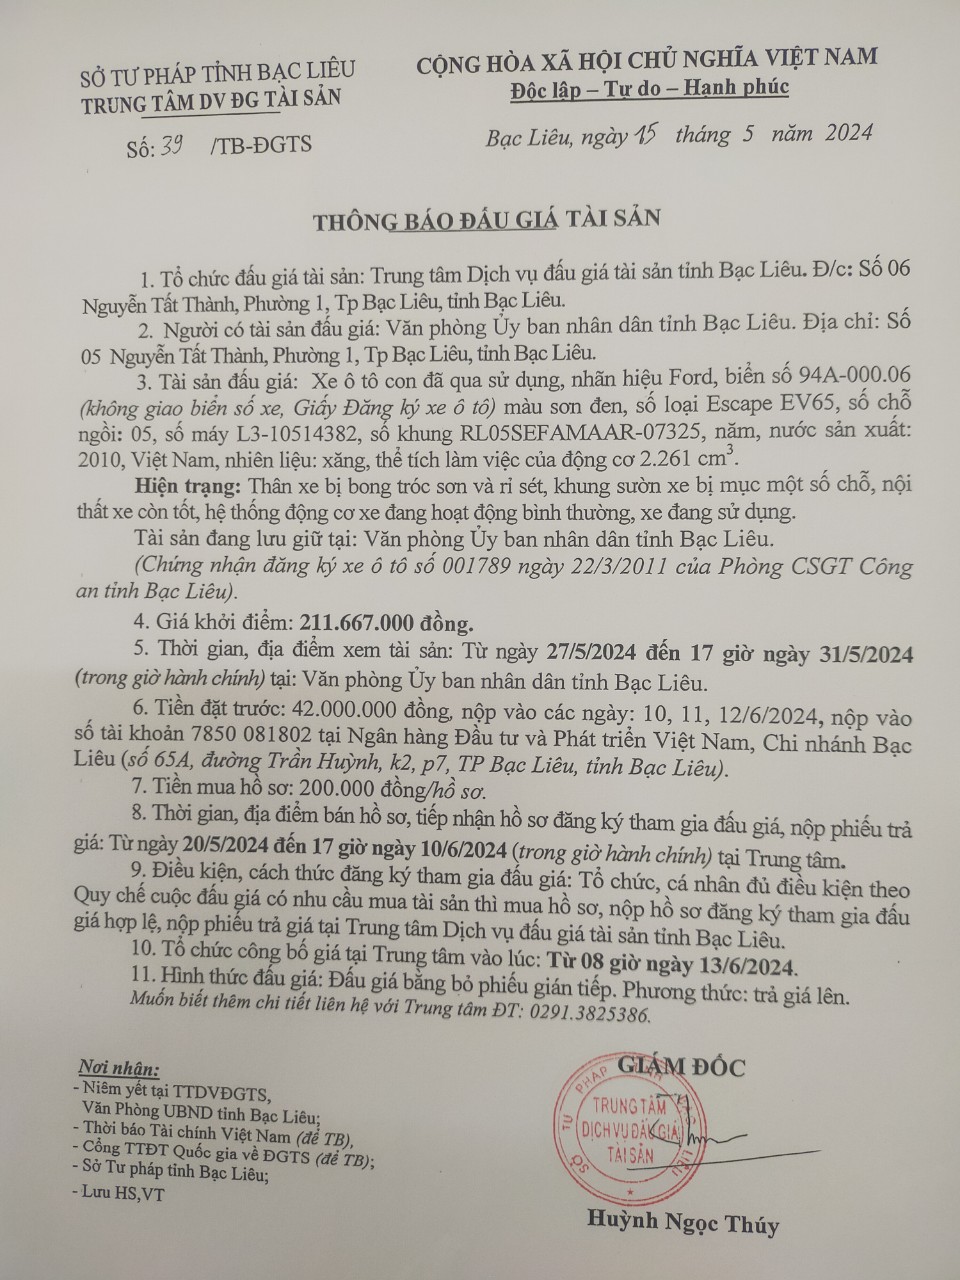 SỞ TƯ PHÁP TỈNH BẠC LIÊU
TRUNG TÂM DV ĐG TÀI SẢN
Số: 39 /TB-ĐGTS
CỘNG HÒA XÃ HỘI CHỦ NGHĨA VIỆT NAM
Độc lập – Tự do – Hạnh phúc
Bạc Liêu, ngày 15 tháng 5 năm 2024
THÔNG BÁO ĐẤU GIÁ TÀI SẢN
1. Tổ chức đấu giá tài sản: Trung tâm Dịch vụ đấu giá tài sản tỉnh Bạc Liêu. Đ/c: Số 06
Nguyễn Tất Thành, Phường 1, Tp Bạc Liêu, tỉnh Bạc Liêu.
2. Người có tài sản đấu giá: Văn phòng Ủy ban nhân dân tỉnh Bạc Liêu. Địa chỉ: Số
05 Nguyễn Tất Thành, Phường 1, Tp Bạc Liêu, tỉnh Bạc Liêu.
3. Tài sản đấu giá: Xe ô tô con đã qua sử dụng, nhãn hiệu Ford, biển số 94A-000.06
(không giao biển số xe, Giấy Đăng ký xe ô tô) màu sơn đen, số loại Escape EV65, số chỗ
ngồi: 05, số máy L3-10514382, số khung RL05SEFAMAAR-07325, năm, nước sản xuất:
2010, Việt Nam, nhiên liệu: xăng, thể tích làm việc của động cơ 2.261 cm³.
Hiện trạng: Thân xe bị bong tróc sơn và rỉ sét, khung sườn xe bị mục một số chỗ, nội
thất xe còn tốt, hệ thống động cơ xe đang hoạt động bình thường, xe đang sử dụng.
Tài sản đang lưu giữ tại: Văn phòng Ủy ban nhân dân tỉnh Bạc Liêu.
(Chứng nhận đăng ký xe ô tô số 001789 ngày 22/3/2011 của Phòng CSGT Công
an tỉnh Bạc Liêu).
4. Giá khởi điểm: 211.667.000 đồng.
5. Thời gian, địa điểm xem tài sản: Từ ngày 27/5/2024 đến 17 giờ ngày 31/5/2024
(trong giờ hành chính) tại: Văn phòng Ủy ban nhân dân tỉnh Bạc Liêu.
6. Tiền đặt trước: 42.000.000 đồng, nộp vào các ngày: 10, 11, 12/6/2024, nộp vào
số tài khoản 7850 081802 tại Ngân hàng Đầu tư và Phát triển Việt Nam, Chi nhánh Bạc
Liêu (số 65A, đường Trần Huỳnh, k2, p7, TP Bạc Liêu, tỉnh Bạc Liêu).
7. Tiền mua hồ sơ: 200.000 đồng/hồ sơ.
8. Thời gian, địa điểm bán hồ sơ, tiếp nhận hồ sơ đăng ký tham gia đấu giá, nộp phiếu trả
giá: Từ ngày 20/5/2024 đến 17 giờ ngày 10/6/2024 (trong giờ hành chính) tại Trung tâm.
9. Điều kiện, cách thức đăng ký tham gia đấu giá: Tổ chức, cá nhân đủ điều kiện theo
Quy chế cuộc đấu giá có nhu cầu mua tài sản thì mua hồ sơ, nộp hồ sơ đăng ký tham gia đấu
giá hợp lệ, nộp phiếu trả giá tại Trung tâm Dịch vụ đấu giá tài sản tỉnh Bạc Liêu.
10. Tổ chức công bố giá tại Trung tâm vào lúc: Từ 08 giờ ngày 13/6/2024.
11. Hình thức đấu giá: Đấu giá bằng bỏ phiếu gián tiếp. Phương thức: trả giá lên.
Muốn biết thêm chi tiết liên hệ với Trung tâm ĐT: 0291.3825386.
Nơi nhận:
- Niêm yết tại TTDVĐGTS,
Văn Phòng UBND tỉnh Bạc Liêu;
- Thời báo Tài chính Việt Nam (để TB),
- Cổng TTĐT Quốc gia về ĐGTS (để TB);
- Sở Tư pháp tỉnh Bạc Liêu;
- Lưu HS,VT
GIÁM ĐỐC
SỞ TƯ PHÁP BẠC LIÊU
TRUNG TÂM
DỊCH VỤ ĐẤU GIÁ
TÀI SẢN
Huỳnh Ngọc Thúy